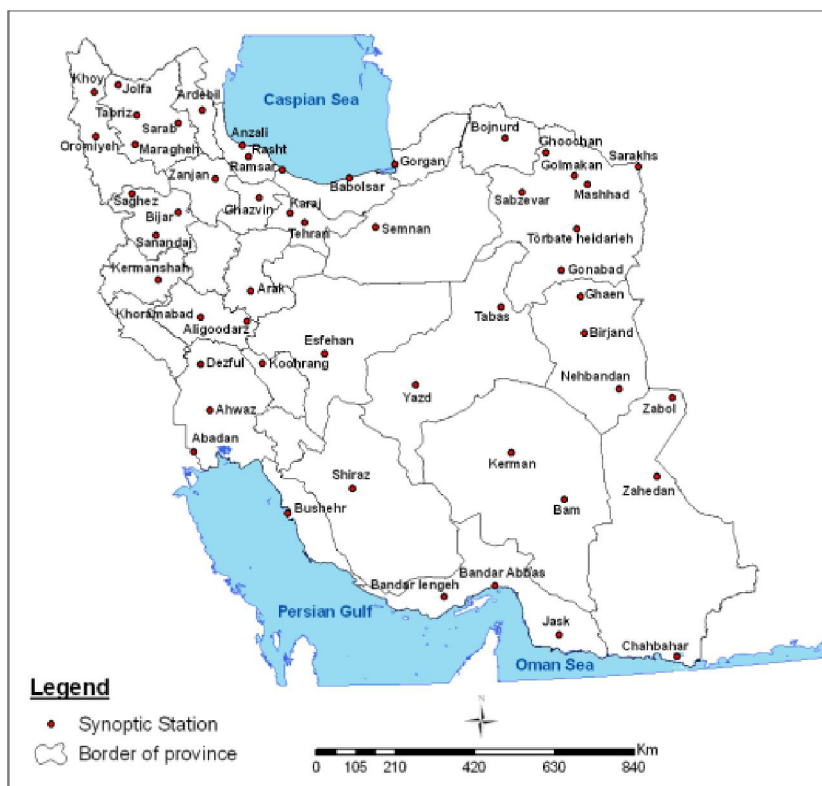 Khoy
Jolfa
Ardebil
Caspian Sea
Tabriz
Sarab
Anzali
Bojnurd
Oromiyeh
Maragheh
Rasht
Ghoochan
Ramsar
Gorgan
Golmakan
Sarakhs
Zanjan
Babolsar
Mashhad
Saghez
Ghazvin
Karaj
Sabzevar
Bijar
Tehran
Semnan
Torbate heidarieh
Sanandaj
Kermanshah
Gonabad
Arak
Ghaen
Khoramabad
Tabas
Aligoodarz
Esfehan
Birjand
Dezful
Koohrang
Nehbandan
Yazd
Zabol
Ahwaz
Abadan
Kerman
Shiraz
Zahedan
Bushehr
Bam
Bandar Abbas
Bandar lengeh
Persian Gulf
Jask
Chahbahar
Oman Sea
Legend
Synoptic Station
Border of province
N
Km
0 105 210 420 630 840